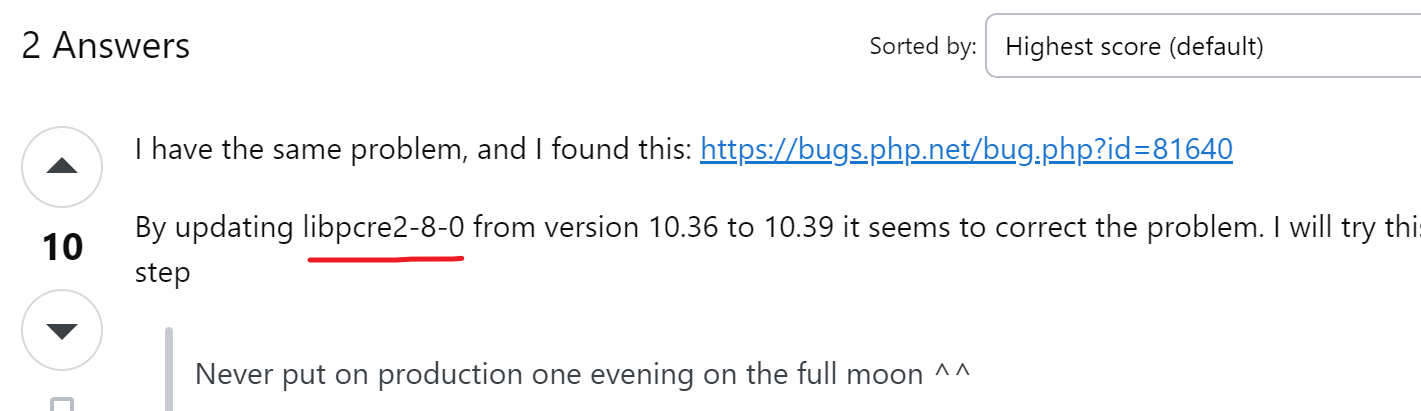 2 Answers
Sorted by:
Highest score (default)
I have the same problem, and I found this: https://bugs.php.net/bug.php?id=81640
10
By updating libpcre2-8-0 from version 10.36 to 10.39 it seems to correct the problem. I will try this
step
Never put on production one evening on the full moon ^^